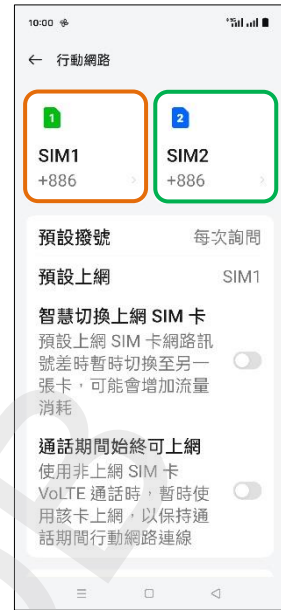 10:00
行動網路
1
2
SIM1
SIM2
+886
+886
預設撥號 每次詢問
預設上網 SIM1
智慧切換上網 SIM 卡
預設上網 SIM 卡網路訊
號差時暫時切換至另一
張卡，可能會增加流量
消耗
通話期間始終可上網
使用非上網 SIM 卡
VoLTE 通話時，暫時使
用該卡上網，以保持通
話期間行動網路連線